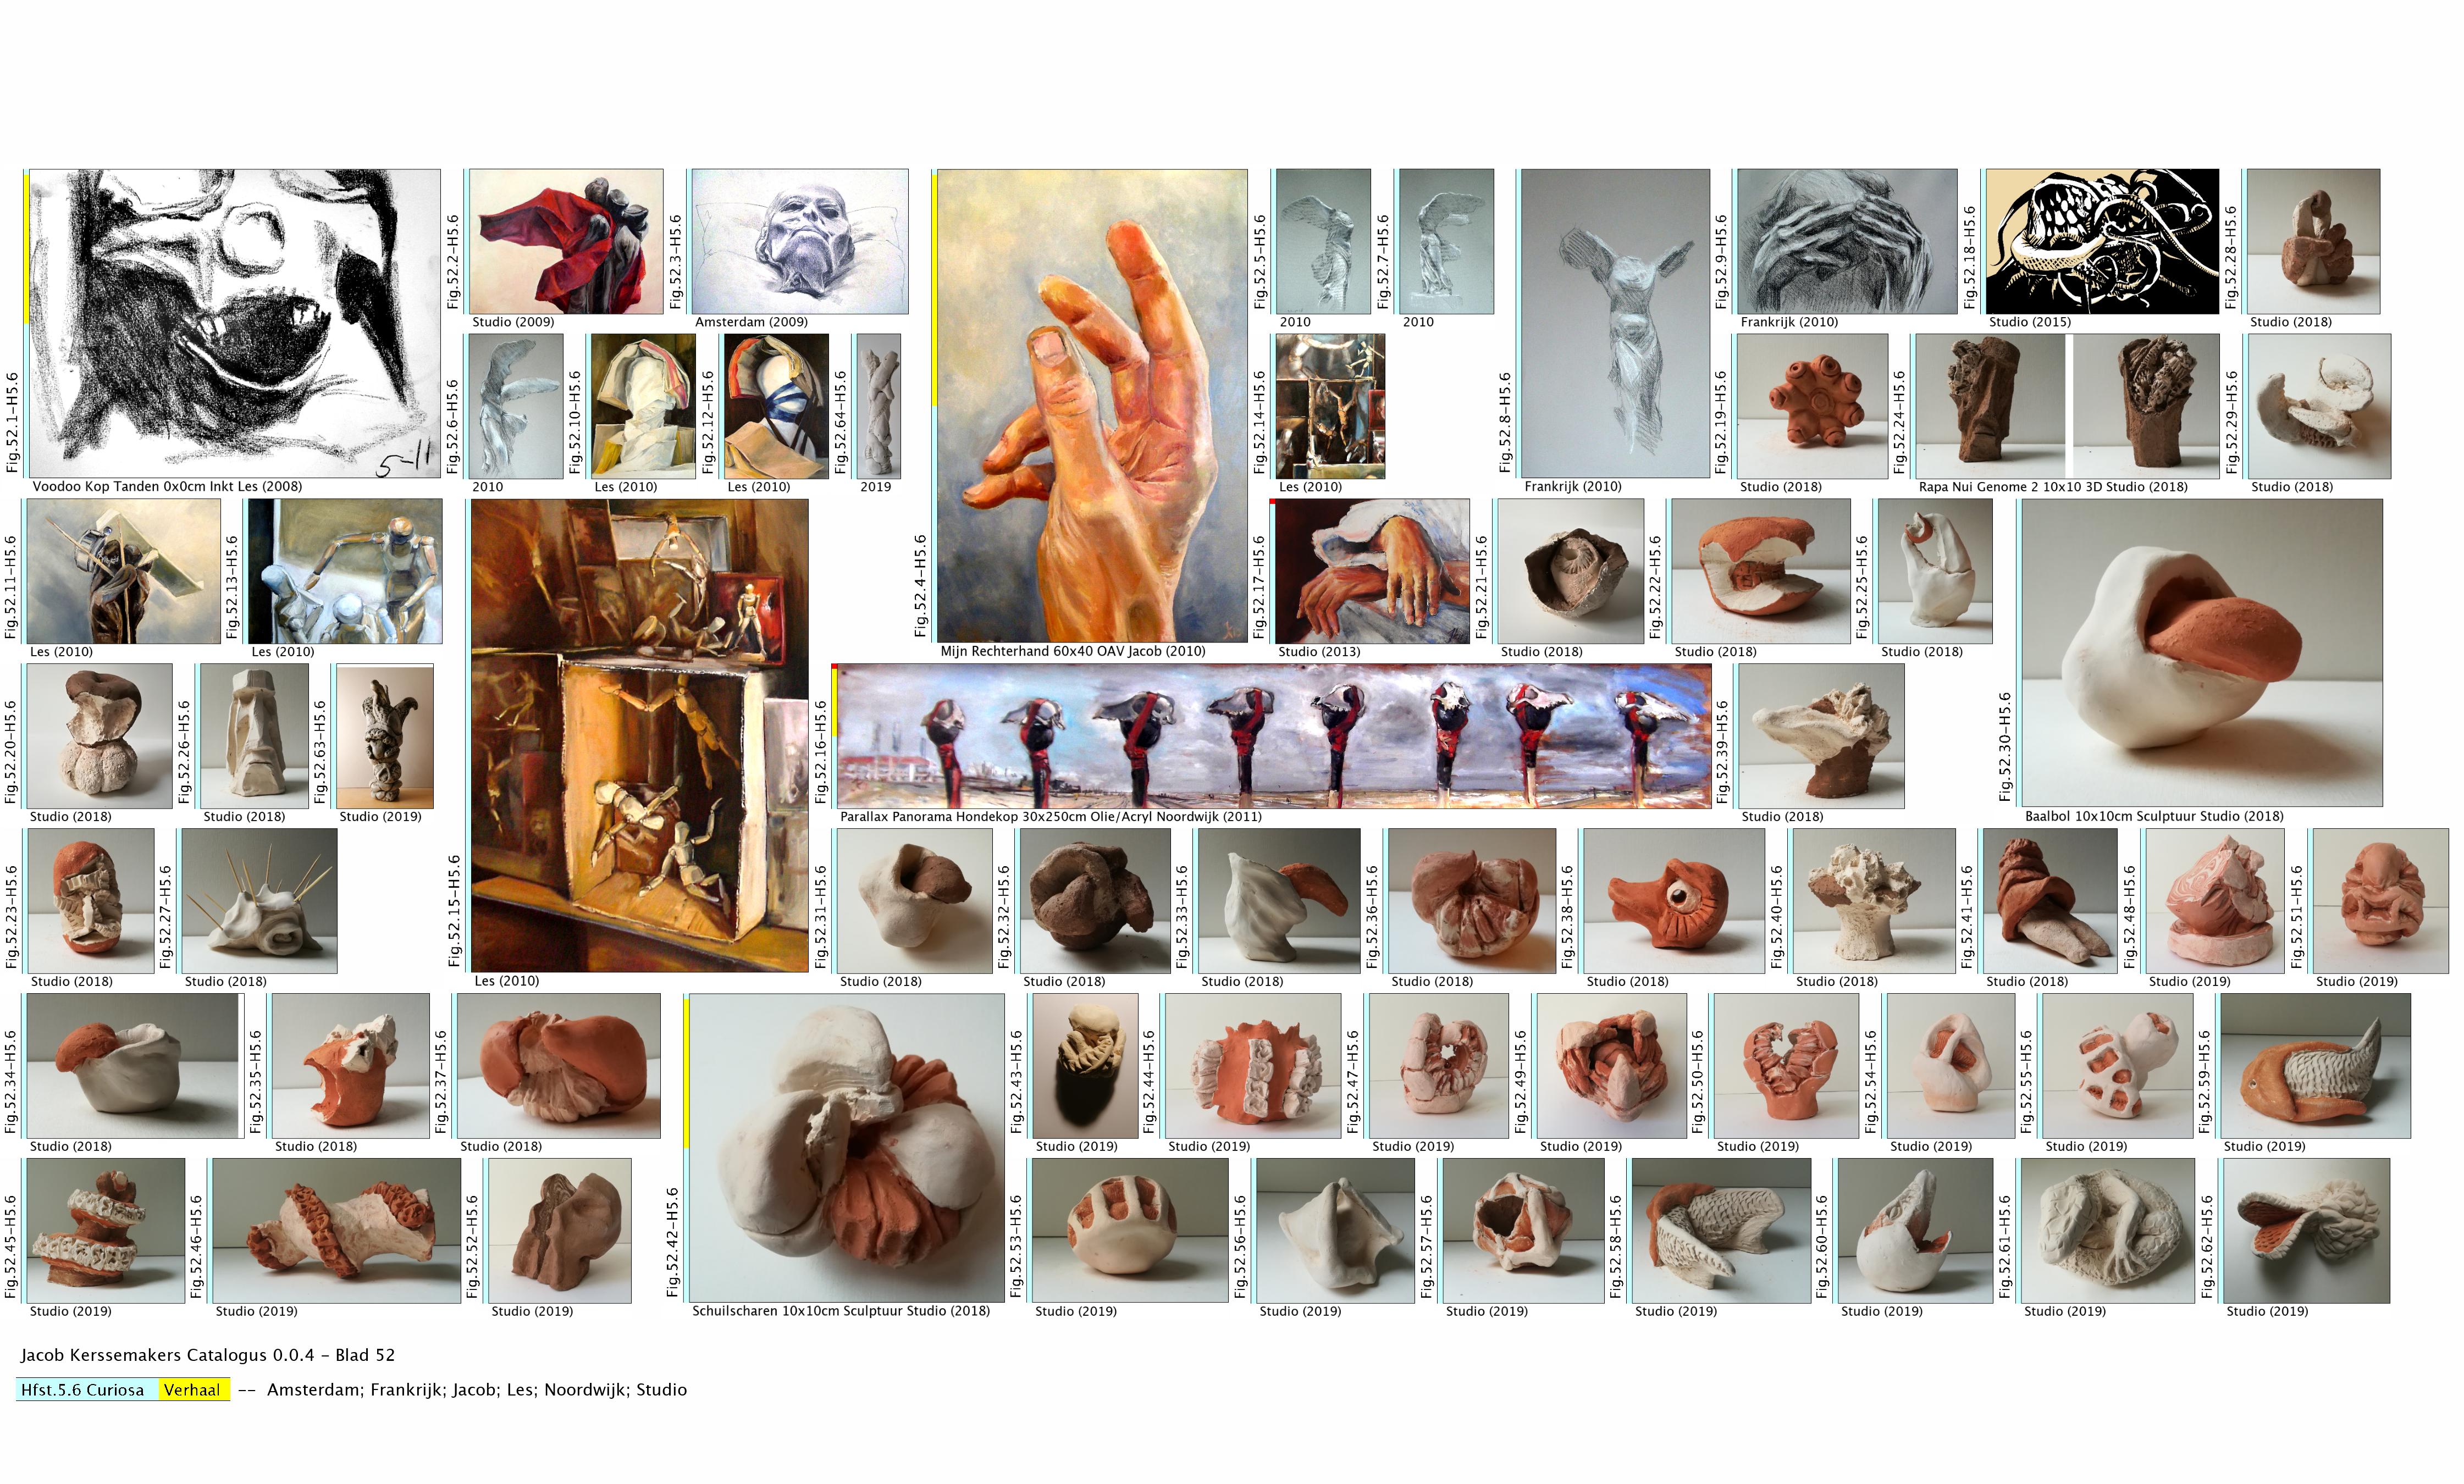 Fig.52.1-H5.6
5-11
Voodoo Kop Tanden 0x0cm Inkt Les (2008)
Fig.52.2-H5.6
Studio (2009)
Fig.52.3-H5.6
Amsterdam (2009)
Fig.52.4-H5.6
Mijn Rechterhand 60x40 OAV Jacob (2010)
Fig.52.5-H5.6
2010
Fig.52.7-H5.6
2010
Fig.52.8-H5.6
Frankrijk (2010)
Fig.52.9-H5.6
Frankrijk (2010)
Fig.52.18-H5.6
Studio (2015)
Fig.52.28-H5.6
Studio (2018)
Fig.52.6-H5.6
2010
Fig.52.10-H5.6
Les (2010)
Fig.52.12-H5.6
Les (2010)
Fig.52.64-H5.6
2019
Fig.52.14-H5.6
Les (2010)
Fig.52.19-H5.6
Studio (2018)
Fig.52.24-H5.6
Rapa Nui Genome 2 10x10 3D Studio (2018)
Fig.52.29-H5.6
Studio (2018)
Fig.52.11-H5.6
Les (2010)
Fig.52.13-H5.6
Les (2010)
Fig.52.15-H5.6
Les (2010)
Fig.52.17-H5.6
Studio (2013)
Fig.52.21-H5.6
Studio (2018)
Fig.52.22-H5.6
Studio (2018)
Fig.52.25-H5.6
Studio (2018)
Fig.52.30-H5.6
Baalbol 10x10cm Sculptuur Studio (2018)
Fig.52.20-H5.6
Studio (2018)
Fig.52.26-H5.6
Studio (2018)
Fig.52.63-H5.6
Studio (2019)
Fig.52.16-H5.6
Parallax Panorama Hondekop 30x250cm Olie/Acryl Noordwijk (2011)
Fig.52.39-H5.6
Studio (2018)
Fig.52.23-H5.6
Studio (2018)
Fig.52.27-H5.6
Studio (2018)
Fig.52.31-H5.6
Studio (2018)
Fig.52.32-H5.6
Studio (2018)
Fig.52.33-H5.6
Studio (2018)
Fig.52.36-H5.6
Studio (2018)
Fig.52.38-H5.6
Studio (2018)
Fig.52.40-H5.6
Studio (2018)
Fig.52.41-H5.6
Studio (2018)
Fig.52.48-H5.6
Studio (2019)
Fig.52.51-H5.6
Studio (2019)
Fig.52.34-H5.6
Studio (2018)
Fig.52.35-H5.6
Studio (2018)
Fig.52.37-H5.6
Studio (2018)
Fig.52.42-H5.6
Schuilscharen 10x10cm Sculptuur Studio (2018)
Fig.52.43-H5.6
Studio (2019)
Fig.52.44-H5.6
Studio (2019)
Fig.52.47-H5.6
Studio (2019)
Fig.52.49-H5.6
Studio (2019)
Fig.52.50-H5.6
Studio (2019)
Fig.52.54-H5.6
Studio (2019)
Fig.52.55-H5.6
Studio (2019)
Fig.52.59-H5.6
Studio (2019)
Fig.52.45-H5.6
Studio (2019)
Fig.52.46-H5.6
Studio (2019)
Fig.52.52-H5.6
Studio (2019)
Fig.52.53-H5.6
Studio (2019)
Fig.52.56-H5.6
Studio (2019)
Fig.52.57-H5.6
Studio (2019)
Fig.52.58-H5.6
Studio (2019)
Fig.52.60-H5.6
Studio (2019)
Fig.52.61-H5.6
Studio (2019)
Fig.52.62-H5.6
Studio (2019)
Jacob Kerssemakers Catalogus 0.0.4 - Blad 52
Hfst.5.6 Curiosa Verhaal -- Amsterdam; Frankrijk; Jacob; Les; Noordwijk; Studio